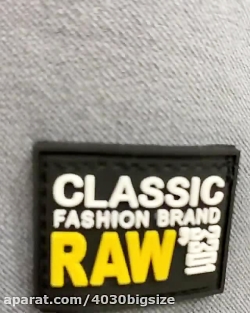 CLASSIC
FASHION BRAND
RAW
aparat.com/4030bigsize